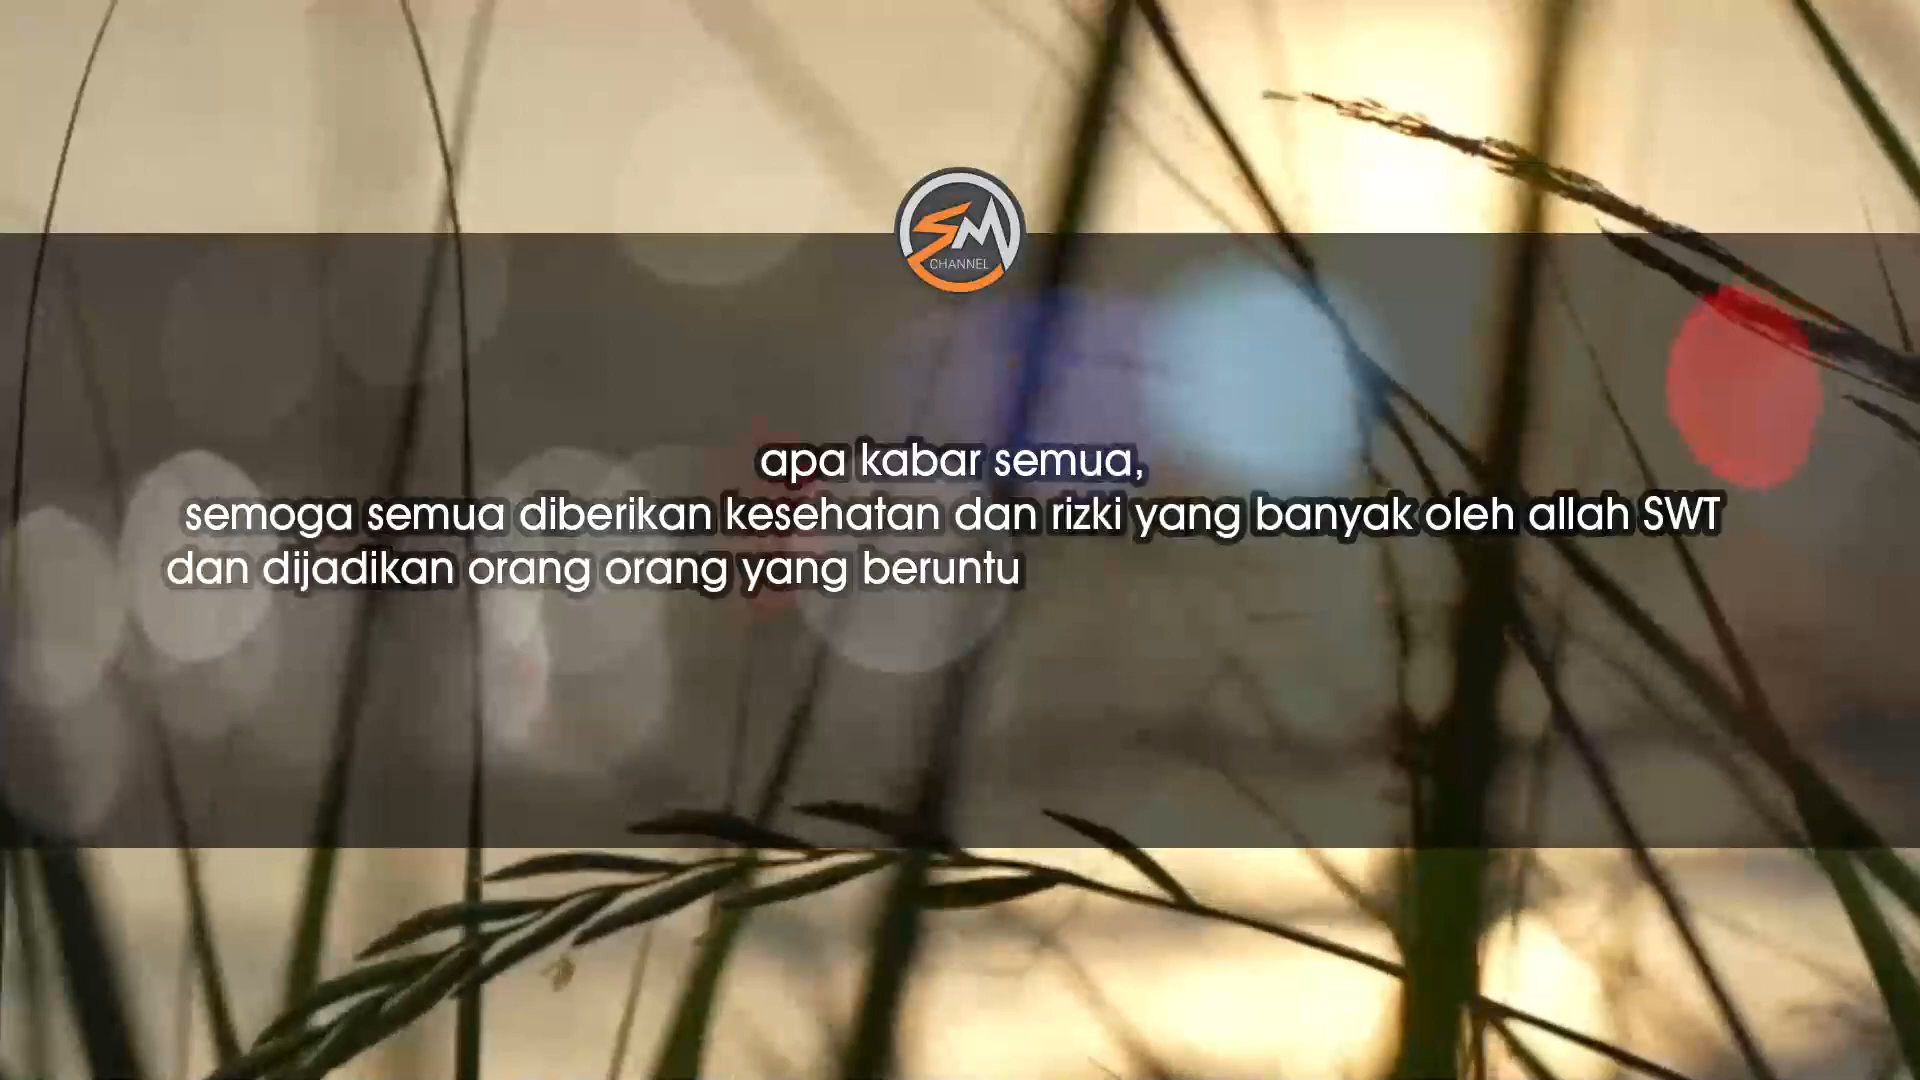 SM
CHANNEL
apa kabar semua,
semoga semua diberikan kesehatan dan rizki yang banyak oleh allah SWT
dan dijadikan orang orang yang beruntu